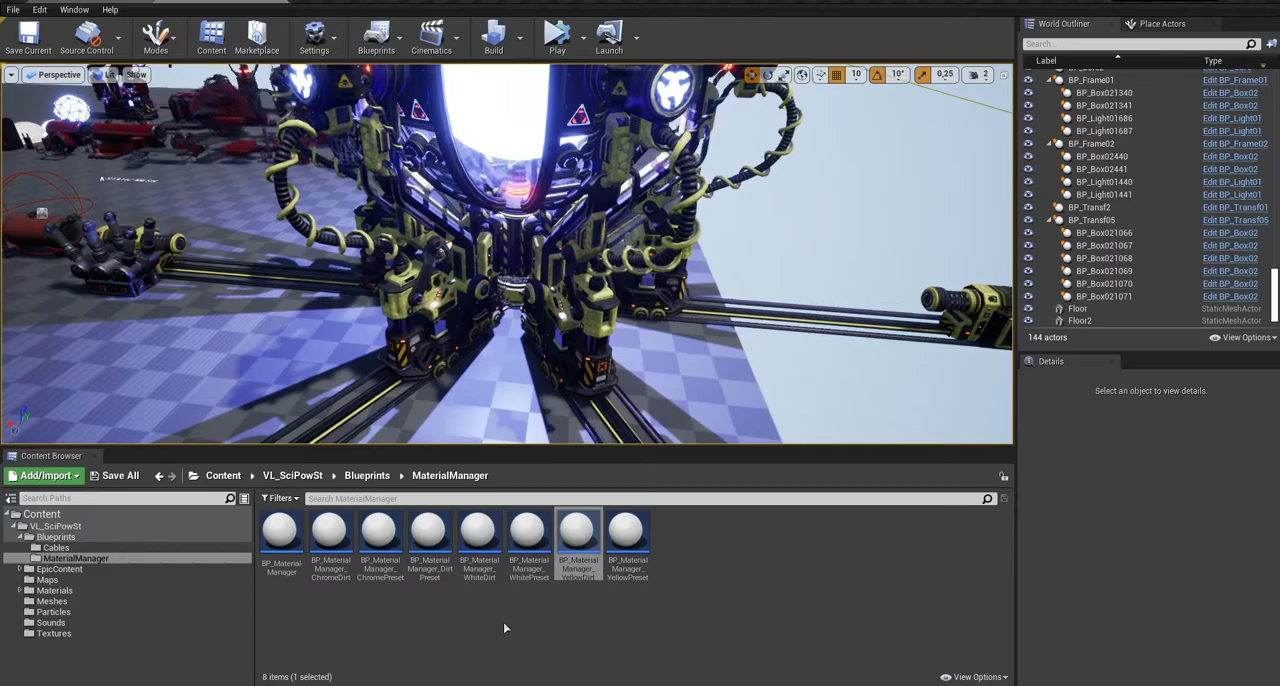 File Edit Window Help
Save Current Source Control Modes Content Marketplace Settings Blueprints Cinematics Build Play Launch
Perspective Lit Show
10 10° 0,25 2
World Outliner Place Actors
Search...
Label Type
BP_Frame01 Edit BP_Frame01
BP_Box021340 Edit BP_Box02
BP_Box021341 Edit BP_Box02
BP_Light01686 Edit BP_Light01
BP_Light01687 Edit BP_Light01
BP_Frame02 Edit BP_Frame02
BP_Box02440 Edit BP_Box02
BP_Box02441 Edit BP_Box02
BP_Light01440 Edit BP_Light01
BP_Light01441 Edit BP_Light01
BP_Transf2 Edit BP_Transf01
BP_Transf05 Edit BP_Transf05
BP_Box021066 Edit BP_Box02
BP_Box021067 Edit BP_Box02
BP_Box021068 Edit BP_Box02
BP_Box021069 Edit BP_Box02
BP_Box021070 Edit BP_Box02
BP_Box021071 Edit BP_Box02
Floor StaticMeshActor
Floor2 StaticMeshActor
144 actors View Options
Details
Select an object to view details.
Content Browser
Add/Import Save All Content VL_SciPowSt Blueprints MaterialManager
Search Paths
Filters Search MaterialManager
Content
VL_SciPowSt
Blueprints
Cables
MaterialManager
EpicContent
Maps
Materials
Meshes
Particles
Sounds
Textures
BP_Material
Manager
BP_Material
Manager_
ChromeDirt
BP_Material
Manager_
ChromePreset
BP_Material
Manager_Dirt
Preset
BP_Material
Manager_
WhiteDirt
BP_Material
Manager_
WhitePreset
BP_Material
Manager_
YellowDirt
BP_Material
Manager_
YellowPreset
8 items (1 selected) View Options